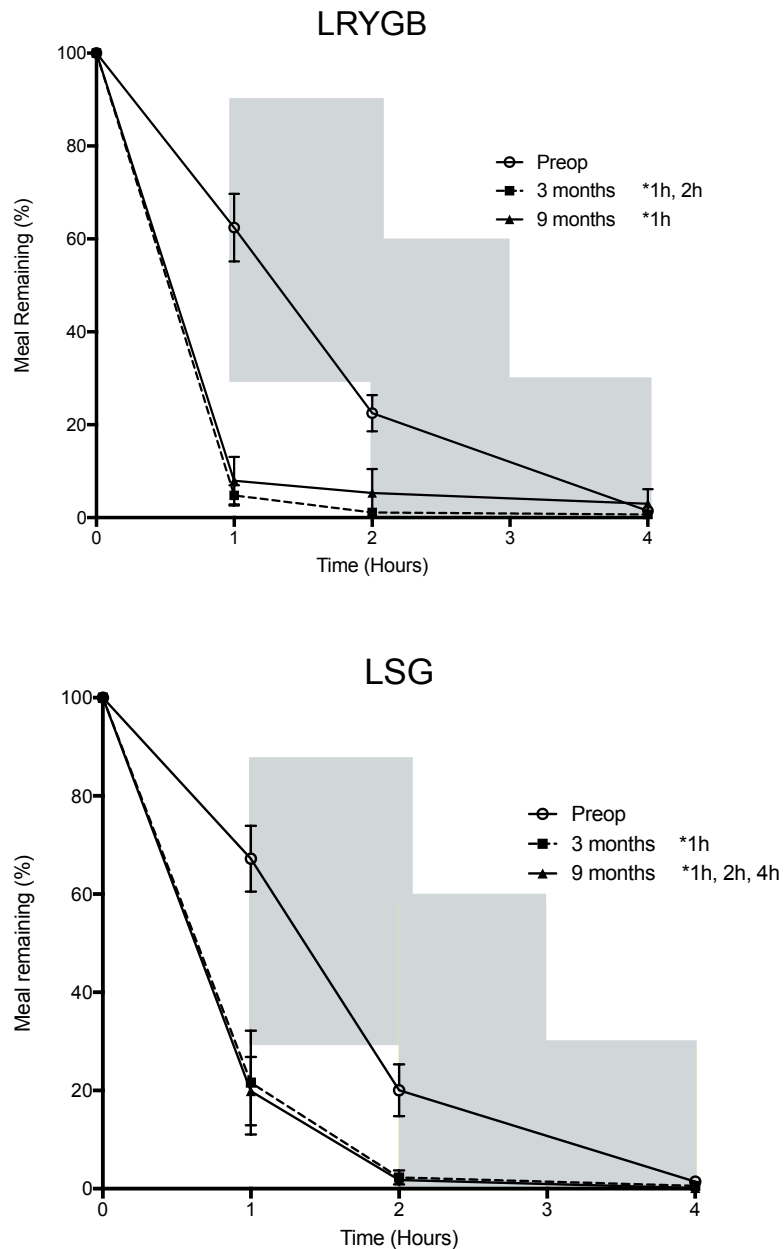 LRYGB
100
80
60
40
20
0
Meal Remaining (%)
Preop
3 months *1h, 2h
9 months *1h
0 1 2 3 4
Time (Hours)
LSG
100
80
60
40
20
0
Meal remaining (%)
Preop
3 months *1h
9 months *1h, 2h, 4h
0 1 2 3 4
Time (Hours)